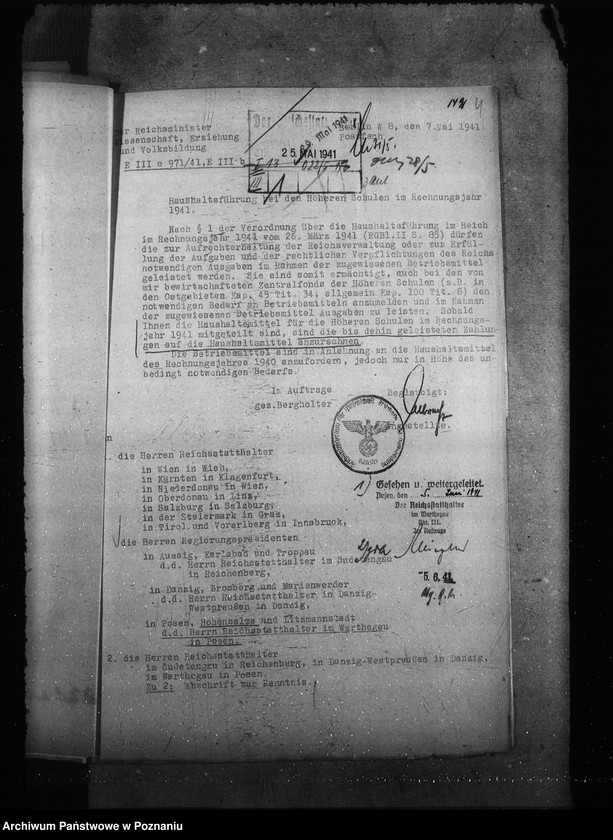 Der Reichsminister
für Wissenschaft, Erziehung
und Volksbildung
E III c 971/41, E III b
Berlin W 8, den 7. Mai 1941
Postfach
25. MAI 1941
Haushaltsführung bei den Höheren Schulen im Rechnungsjahr
1941.
Nach § 1 der Verordnung über die Haushaltsführung im Reich
im Rechnungsjahr 1941 vom 26. März 1941 (RGBl.II S. 85) dürfen
die zur Aufrechterhaltung der Reichsverwaltung oder zur Erfül-
lung der Aufgaben und der rechtlichen Verpflichtungen des Reichs
notwendigen Ausgaben im Rahmen der zugewiesenen Betriebsmittel
geleistet werden. Sie sind somit ermächtigt, auch bei den von
mir bewirtschafteten Zentralfonds der Höheren Schulen (z.B. in
den Ostgebieten Kap. 45 Tit. 34; allgemein Kap. 100 Tit. 8) den
notwendigen Bedarf an Betriebsmitteln anzumelden und im Rahmen
der zugewiesenen Betriebsmittel Ausgaben zu leisten. Sobald
Ihnen die Haushaltsmittel für die Höheren Schulen im Rechnungs-
jahr 1941 mitgeteilt sind, sind die bis dahin geleisteten Zahlun-
gen auf die Haushaltsmittel anzurechnen.
Die Betriebsmittel sind in Anlehnung an die Haushaltsmittel
des Rechnungsjahres 1940 anzufordern, jedoch nur in Höhe des un-
bedingt notwendigen Bedarfs.
In Auftrage
gez.Bergholter
Beglaubigt:
Angestellte.
die Herren Reichsstatthalter
in Wien in Wien,
in Kärnten in Klagenfurt,
in Niederdonau in Wien,
in Oberdonau in Linz,
in Salzburg in Salzburg,
in der Steiermark in Graz,
in Tirol und Vorarlberg in Innsbruck,
die Herren Regierungspräsidenten
in Aussig, Karlsbad und Troppau
d.d. Herrn Reichsstatthalter im Sudetengau
in Reichenberg,
in Danzig, Bromberg und Marienwerder
d.d. Herrn Reichsstatthalter in Danzig-
Westpreußen in Danzig,
in Posen, Hohensalza und Litzmannstadt
d.d. Herrn Reichsstatthalter im Warthegau
in Posen.
2. die Herren Reichsstatthalter
im Sudetengau in Reichenberg, in Danzig-Westpreußen in Danzig,
im Warthegau in Posen.
Zu 2: Abschrift zur Kenntnis.
1) Gesehen u. weitergeleitet.
Posen, den 5. Juni 1941
Der Reichsstatthalter
im Warthegau
Abt. III.
Im Auftrage
5.6.41
Archiwum Państwowe w Poznaniu